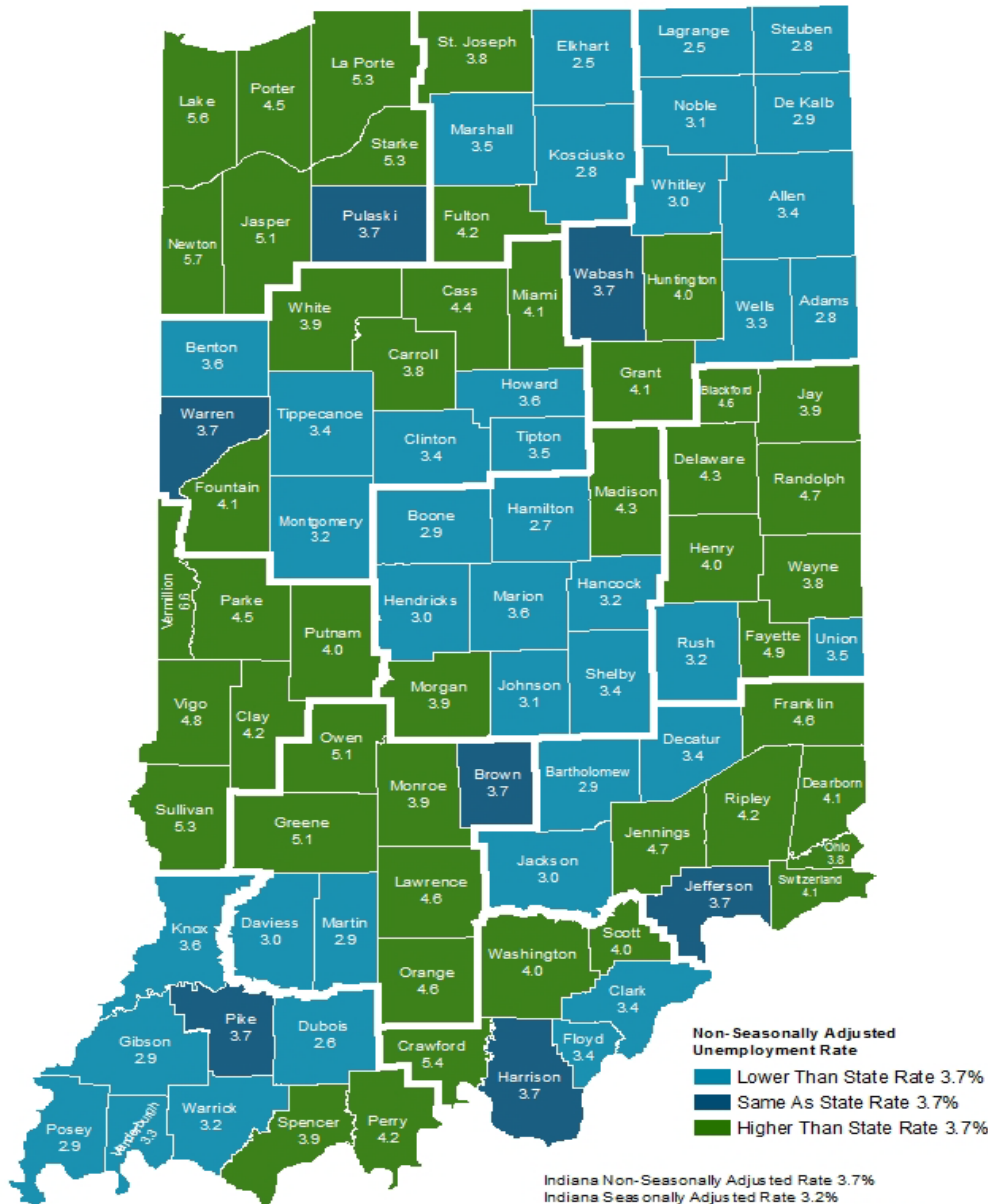 St. Joseph
3.8
Elkhart
2.5
Lagrange
2.5
Steuben
2.8
La Porte
5.3
Porter
4.5
Lake
5.6
Noble
3.1
De Kalb
2.9
Marshall
3.5
Starke
5.3
Kosciusko
2.8
Whitley
3.0
Allen
3.4
Pulaski
3.7
Fulton
4.2
Jasper
5.1
Newton
5.7
Wabash
3.7
Huntington
4.0
Wells
3.3
Adams
2.8
White
3.9
Cass
4.4
Miami
4.1
Benton
3.6
Carroll
3.8
Grant
4.1
Blackford
4.6
Jay
3.9
Howard
3.6
Warren
3.7
Tippecanoe
3.4
Clinton
3.4
Tipton
3.5
Delaware
4.3
Randolph
4.7
Fountain
4.1
Montgomery
3.2
Boone
2.9
Hamilton
2.7
Madison
4.3
Henry
4.0
Wayne
3.8
Vermillion
6.6
Parke
4.5
Putnam
4.0
Hendricks
3.0
Marion
3.6
Hancock
3.2
Rush
3.2
Fayette
4.9
Union
3.5
Vigo
4.8
Clay
4.2
Morgan
3.9
Johnson
3.1
Shelby
3.4
Franklin
4.6
Owen
5.1
Monroe
3.9
Brown
3.7
Bartholomew
2.9
Decatur
3.4
Dearborn
4.1
Ripley
4.2
Sullivan
5.3
Greene
5.1
Jennings
4.7
Ohio
3.8
Jackson
3.0
Jefferson
3.7
Switzerland
4.1
Lawrence
4.6
Knox
3.6
Daviess
3.0
Martin
2.9
Orange
4.6
Washington
4.0
Scott
4.0
Clark
3.4
Pike
3.7
Dubois
2.6
Gibson
2.9
Crawford
5.4
Floyd
3.4
Harrison
3.7
Posey
2.9
Vanderburgh
3.3
Warrick
3.2
Spencer
3.9
Perry
4.2
Non-Seasonally Adjusted
Unemployment Rate
Lower Than State Rate 3.7%
Same As State Rate 3.7%
Higher Than State Rate 3.7%
Indiana Non-Seasonally Adjusted Rate 3.7%
Indiana Seasonally Adjusted Rate 3.2%